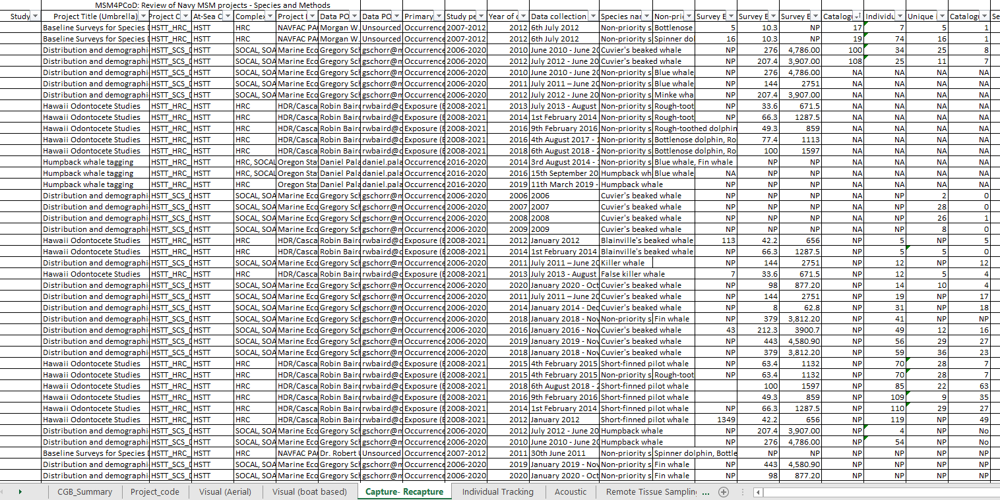 MSM4PCoD: Review of Navy MSM projects - Species and Methods
Study Project Title (Umbrella) Project C At-Sea C Complex Project Data PO Data PO Primary Study pe Year of Data collection Species nar Non-pri Survey E Survey E Survey E Catalog Individu Unique Catalog Se
Baseline Surveys for Species HSTT_HRC_ HSTT HRC NAVFAC PA Morgan W. Unsourced Occurrence 2007-2012 2012 6th July 2012 Non-priority s Bottlenose 5 10.3 NP 17 7 5 1
Baseline Surveys for Species HSTT_HRC_ HSTT HRC NAVFAC PA Morgan W. Unsourced Occurrence 2007-2012 2012 6th July 2012 Non-priority s Spinner dol 16 10.3 NP 19 74 16 1
Distribution and demographi HSTT_SCS_D HSTT SOCAL, SOA Marine Eco Gregory Sch gschorr@m Occurrence 2006-2020 2010 June 2010 - June 20 Cuvier's beaked whale NP 276 4,786.00 100 34 25 8
Distribution and demographi HSTT_SCS_D HSTT SOCAL, SOA Marine Eco Gregory Sch gschorr@m Occurrence 2006-2020 2012 July 2012 - June 20 Cuvier's beaked whale NP 207.4 3,907.00 108 25 11 7
Distribution and demographi HSTT_SCS_D HSTT SOCAL, SOA Marine Eco Gregory Sch gschorr@m Occurrence 2006-2020 2010 June 2010 - June 20 Non-priority s Blue whale NP 276 4,786.00 NA NA NA NA
Distribution and demographi HSTT_SCS_D HSTT SOCAL, SOA Marine Eco Gregory Sch gschorr@m Occurrence 2006-2020 2011 July 2011 – June 20 Non-priority s Blue whale NP 144 2751 NA NA NA NA
Distribution and demographi HSTT_SCS_D HSTT SOCAL, SOA Marine Eco Gregory Sch gschorr@m Occurrence 2006-2020 2012 July 2012 - June 20 Non-priority s Minke wha NP 207.4 3,907.00 NA NA NA NA
Hawaii Odontocete Studies HSTT_HRC_ HSTT HRC HDR/Casca Robin Baird rwbaird@c Exposure (E 2008-2021 2013 July 2013 - August Non-priority s Rough-toot NP 33.6 671.5 NA NA NA NA
Hawaii Odontocete Studies HSTT_HRC_ HSTT HRC HDR/Casca Robin Baird rwbaird@c Exposure (E 2008-2021 2014 1st February 2014 Non-priority s Rough-toot NP 66.3 1287.5 NA NA NA NA
Hawaii Odontocete Studies HSTT_HRC_ HSTT HRC HDR/Casca Robin Baird rwbaird@c Exposure (E 2008-2021 2016 9th February 2016 Non-priority s Rough-toothed dolphin 49.3 859 NA NA NA NA
Hawaii Odontocete Studies HSTT_HRC_ HSTT HRC HDR/Casca Robin Baird rwbaird@c Exposure (E 2008-2021 2016 4th August 2017 - 1 Non-priority s Bottlenose dolphin, Ro 77.4 1113 NA NA NA NA
Hawaii Odontocete Studies HSTT_HRC_ HSTT HRC HDR/Casca Robin Baird rwbaird@c Exposure (E 2008-2021 2018 6th August 2018 - 2 Non-priority s Bottlenose dolphin, Ro 100 1597 NA NA NA NA
Humpback whale tagging HSTT_HRC_ HSTT HRC, SOCAL Oregon Sta Daniel Pala daniel.pala Occurrence 2016-2020 2014 3rd August 2014 - 1 Non-priority s Blue whale, Fin whale NP NP NA NA NA NA
Humpback whale tagging HSTT_HRC_ HSTT HRC, SOCAL Oregon Sta Daniel Pala daniel.pala Occurrence 2016-2020 2016 15th September 20 Humpback wh Blue whale NA NP NP NA NA NA NA
Humpback whale tagging HSTT_HRC_ HSTT HRC Oregon Sta Daniel Pala daniel.pala Occurrence 2016-2020 2019 11th March 2019 - Humpback whale NP NP NP NA NA NA NA
Distribution and demographi HSTT_SCS_D HSTT SOCAL, SOA Marine Eco Gregory Sch gschorr@m Occurrence 2006-2020 2006 2006 Cuvier's beaked whale NP NP NP NA NP 2 0
Distribution and demographi HSTT_SCS_D HSTT SOCAL, SOA Marine Eco Gregory Sch gschorr@m Occurrence 2006-2020 2007 2007 Cuvier's beaked whale NP NP NP NA NP 28 0
Distribution and demographi HSTT_SCS_D HSTT SOCAL, SOA Marine Eco Gregory Sch gschorr@m Occurrence 2006-2020 2008 2008 Cuvier's beaked whale NP NP NP NA NP 26 1
Distribution and demographi HSTT_SCS_D HSTT SOCAL, SOA Marine Eco Gregory Sch gschorr@m Occurrence 2006-2020 2009 2009 Cuvier's beaked whale NP NP NP NA NP 8 0
Hawaii Odontocete Studies HSTT_HRC_ HSTT HRC HDR/Casca Robin Baird rwbaird@c Exposure (E 2008-2021 2012 January 2012 Blainville's beaked whale 113 42.2 656 NP 5 NP 5
Hawaii Odontocete Studies HSTT_HRC_ HSTT HRC HDR/Casca Robin Baird rwbaird@c Exposure (E 2008-2021 2014 1st February 2014 Blainville's beaked whale NP 66.3 1287.5 NP 5 5 0
Distribution and demographi HSTT_SCS_D HSTT SOCAL, SOA Marine Eco Gregory Sch gschorr@m Occurrence 2006-2020 2011 July 2011 – June 20 Killer whale NP 144 2751 NP 12 NP 12
Hawaii Odontocete Studies HSTT_HRC_ HSTT HRC HDR/Casca Robin Baird rwbaird@c Exposure (E 2008-2021 2013 July 2013 - August False killer whale 7 33.6 671.5 NP 12 5 4
Distribution and demographi HSTT_SCS_D HSTT SOCAL, SOA Marine Eco Gregory Sch gschorr@m Occurrence 2006-2020 2020 January 2020 - Oct Cuvier's beaked whale NP 98 877.20 NP 14 10 4
Distribution and demographi HSTT_SCS_D HSTT SOCAL, SOA Marine Eco Gregory Sch gschorr@m Occurrence 2006-2020 2011 July 2011 – June 20 Cuvier's beaked whale NP 144 2751 NP 19 NP 17
Distribution and demographi HSTT_SCS_D HSTT SOCAL, SOA Marine Eco Gregory Sch gschorr@m Occurrence 2006-2020 2014 January 2014 - Dec Cuvier's beaked whale NP 8 62.8 NP 31 NP 18
Distribution and demographi HSTT_SCS_D HSTT SOCAL, SOA Marine Eco Gregory Sch gschorr@m Occurrence 2006-2020 2018 January 2018 - Nov Non-priority s Fin whale NP 379 3,812.20 NP 41 NP NP
Distribution and demographi HSTT_SCS_D HSTT SOCAL, SOA Marine Eco Gregory Sch gschorr@m Occurrence 2006-2020 2016 January 2016 - Nov Cuvier's beaked whale 43 212.3 3900.7 NP 49 12 16
Distribution and demographi HSTT_SCS_D HSTT SOCAL, SOA Marine Eco Gregory Sch gschorr@m Occurrence 2006-2020 2019 January 2019 - Nov Cuvier's beaked whale NP 443 4,580.90 NP 56 29 27
Distribution and demographi HSTT_SCS_D HSTT SOCAL, SOA Marine Eco Gregory Sch gschorr@m Occurrence 2006-2020 2018 January 2018 - Nov Cuvier's beaked whale NP 379 3,812.20 NP 59 36 23
Hawaii Odontocete Studies HSTT_HRC_ HSTT HRC HDR/Casca Robin Baird rwbaird@c Exposure (E 2008-2021 2015 4th February 2015 Short-finned pilot whale NP 63.4 1132 NP 70 28 7
Hawaii Odontocete Studies HSTT_HRC_ HSTT HRC HDR/Casca Robin Baird rwbaird@c Exposure (E 2008-2021 2015 4th February 2015 Non-priority s Rough-toot NP 63.4 1132 NP 70 28 7
Hawaii Odontocete Studies HSTT_HRC_ HSTT HRC HDR/Casca Robin Baird rwbaird@c Exposure (E 2008-2021 2018 6th August 2018 - 2 Short-finned pilot whale 100 1597 NP 85 22 63
Hawaii Odontocete Studies HSTT_HRC_ HSTT HRC HDR/Casca Robin Baird rwbaird@c Exposure (E 2008-2021 2016 9th February 2016 Short-finned pilot whale 49.3 859 NP 109 9 35
Hawaii Odontocete Studies HSTT_HRC_ HSTT HRC HDR/Casca Robin Baird rwbaird@c Exposure (E 2008-2021 2014 1st February 2014 Short-finned pilot whale NP 66.3 1287.5 NP 110 29 27
Hawaii Odontocete Studies HSTT_HRC_ HSTT HRC HDR/Casca Robin Baird rwbaird@c Exposure (E 2008-2021 2012 January 2012 Short-finned pilot whale 1349 42.2 656 NP 119 NP 49
Distribution and demographi HSTT_SCS_D HSTT SOCAL, SOA Marine Eco Gregory Sch gschorr@m Occurrence 2006-2020 2012 July 2012 - June 20 Humpback whale NP 207.4 3,907.00 NP 4 NP No
Distribution and demographi HSTT_SCS_D HSTT SOCAL, SOA Marine Eco Gregory Sch gschorr@m Occurrence 2006-2020 2010 June 2010 - June 20 Humpback whale NP 276 4,786.00 NP 54 NP No
Baseline Surveys for Species HSTT_HRC_ HSTT HRC NAVFAC PA Dr. Robert Unsourced Occurrence 2007-2012 2011 30th June 2011 Non-priority s Spinner dolphin, Bottle NP NP NP NP NP NP
Distribution and demographi HSTT_SCS_D HSTT SOCAL, SOA Marine Eco Gregory Sch gschorr@m Occurrence 2006-2020 2019 January 2019 - Nov Non-priority s Fin whale NP 443 4,580.90 NP NP NP NP
Distribution and demographi HSTT_SCS_D HSTT SOCAL, SOA Marine Eco Gregory Sch gschorr@m Occurrence 2006-2020 2020 January 2020 - Oct Non-priority s Fin whale NP 98 877.20 NP NP NP NP
CGB_Summary Project_code Visual (Aerial) Visual (boat based) Capture- Recapture Individual Tracking Acoustic Remote Tissue Sampling ...